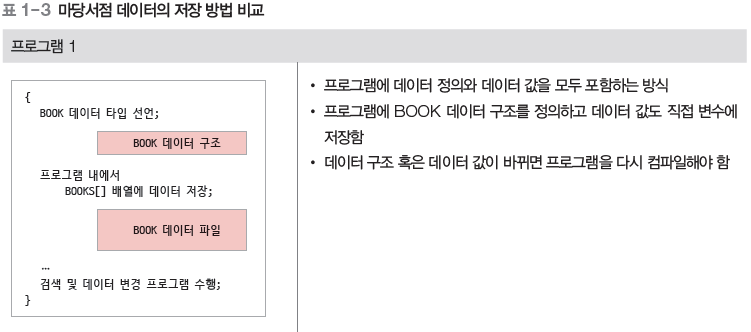 표 1-3 마당서점 데이터의 저장 방법 비교
프로그램 1
{
BOOK 데이터 타입 선언;
BOOK 데이터 구조
프로그램 내에서
BOOKS[] 배열에 데이터 저장;
BOOK 데이터 파일
...
검색 및 데이터 변경 프로그램 수행;
}
• 프로그램에 데이터 정의와 데이터 값을 모두 포함하는 방식
• 프로그램에 BOOK 데이터 구조를 정의하고 데이터 값도 직접 변수에
저장함
• 데이터 구조 혹은 데이터 값이 바뀌면 프로그램을 다시 컴파일해야 함